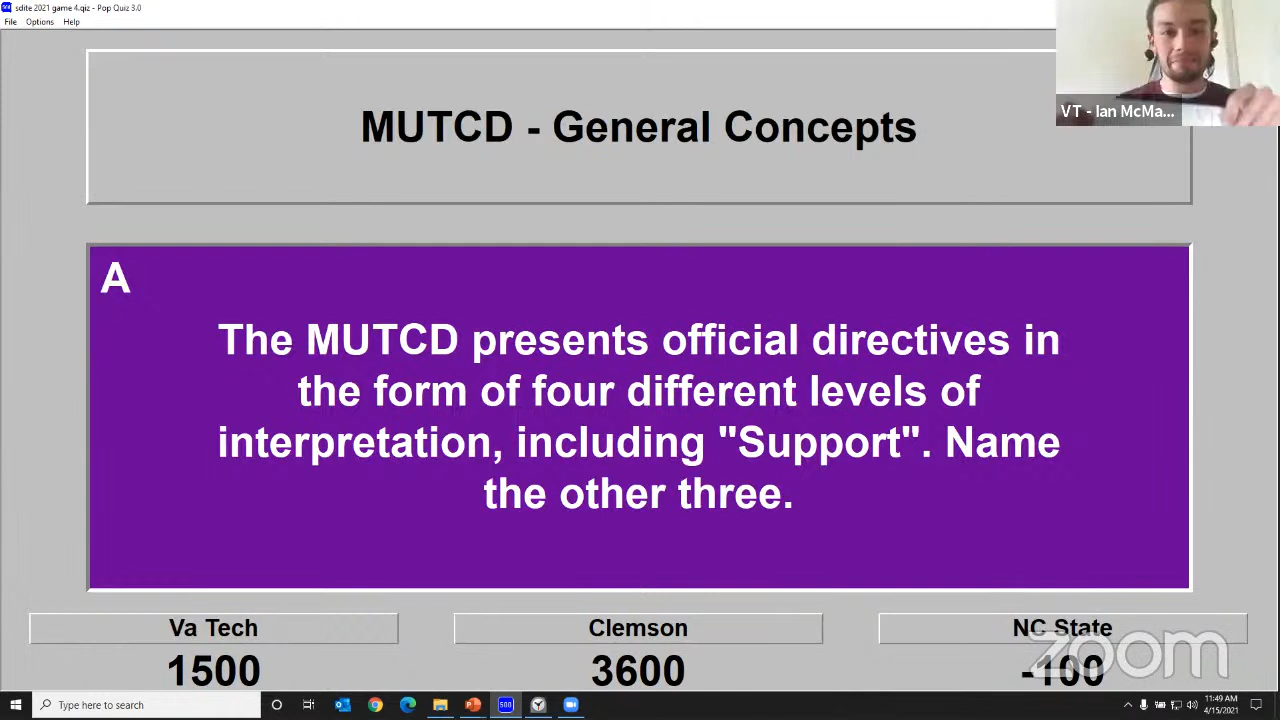 sdite 2021 game 4.qiz - Pop Quiz 3.0
File Options Help
MUTCD - General Concepts
VT - Ian McMa...
A
The MUTCD presents official directives in
the form of four different levels of
interpretation, including "Support". Name
the other three.
Va Tech
Clemson
NC State
1500
3600
-100
zoom
Type here to search
500
11:49 AM
4/15/2021